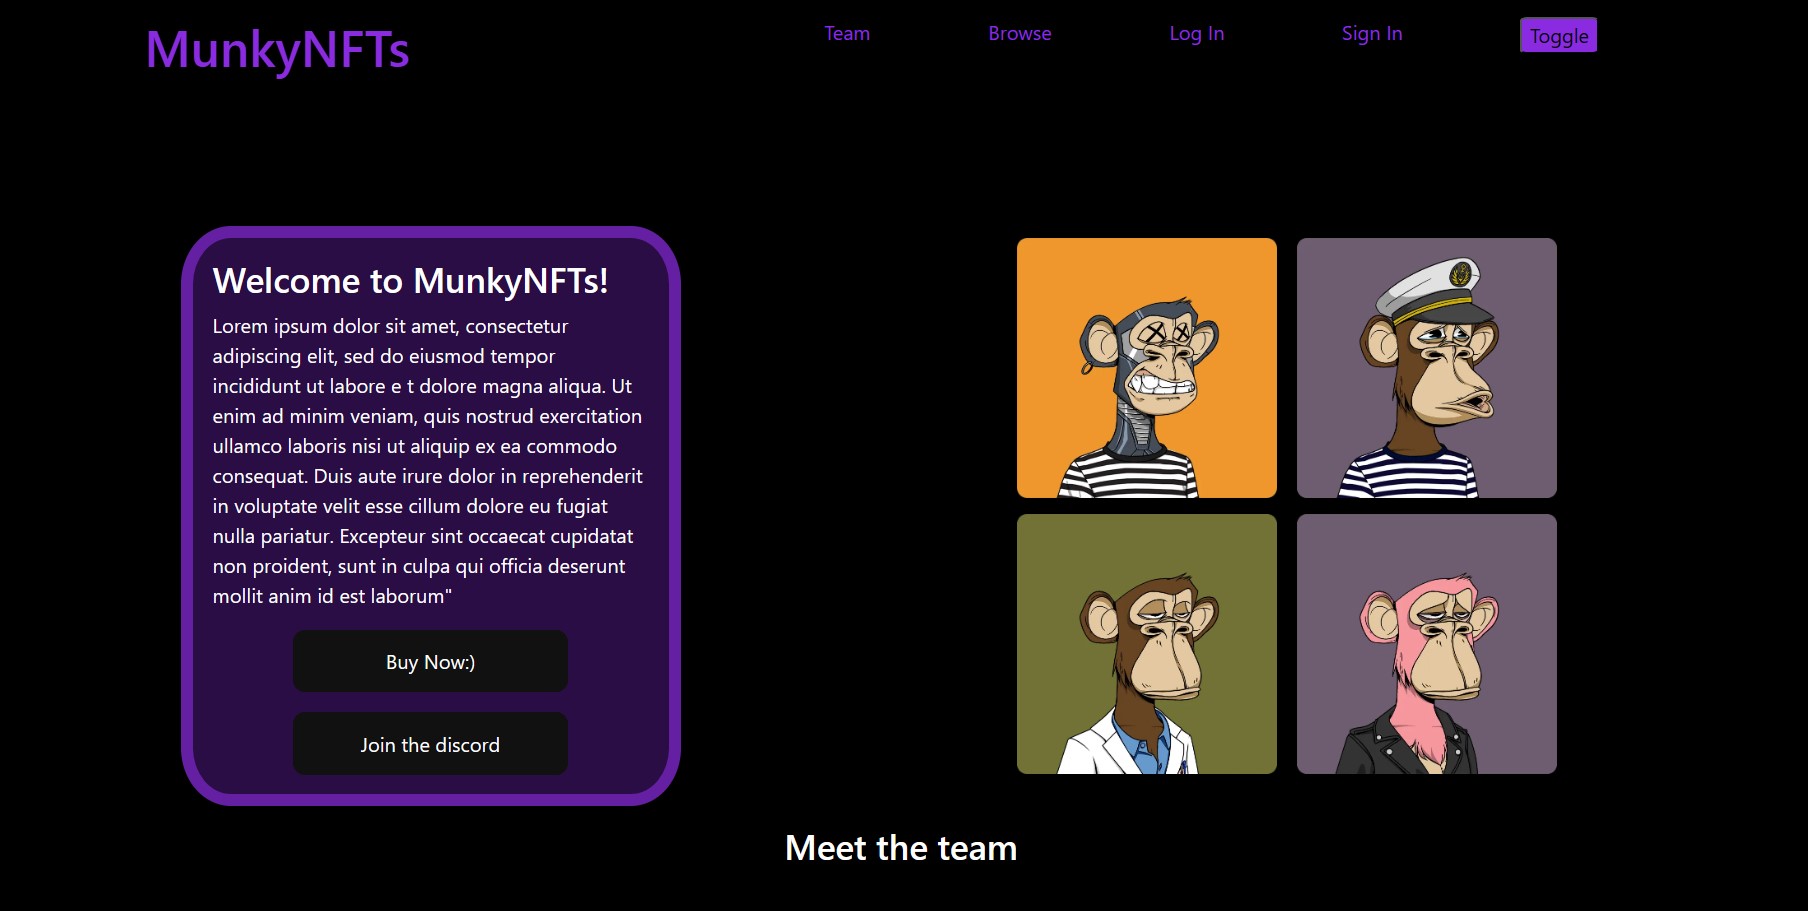 MunkyNFTs
Team Browse Log In Sign In Toggle
Welcome to MunkyNFTs!
Lorem ipsum dolor sit amet, consectetur
adipiscing elit, sed do eiusmod tempor
incididunt ut labore e t dolore magna aliqua. Ut
enim ad minim veniam, quis nostrud exercitation
ullamco laboris nisi ut aliquip ex ea commodo
consequat. Duis aute irure dolor in reprehenderit
in voluptate velit esse cillum dolore eu fugiat
nulla pariatur. Excepteur sint occaecat cupidatat
non proident, sunt in culpa qui officia deserunt
mollit anim id est laborum"
Buy Now:)
Join the discord
Meet the team